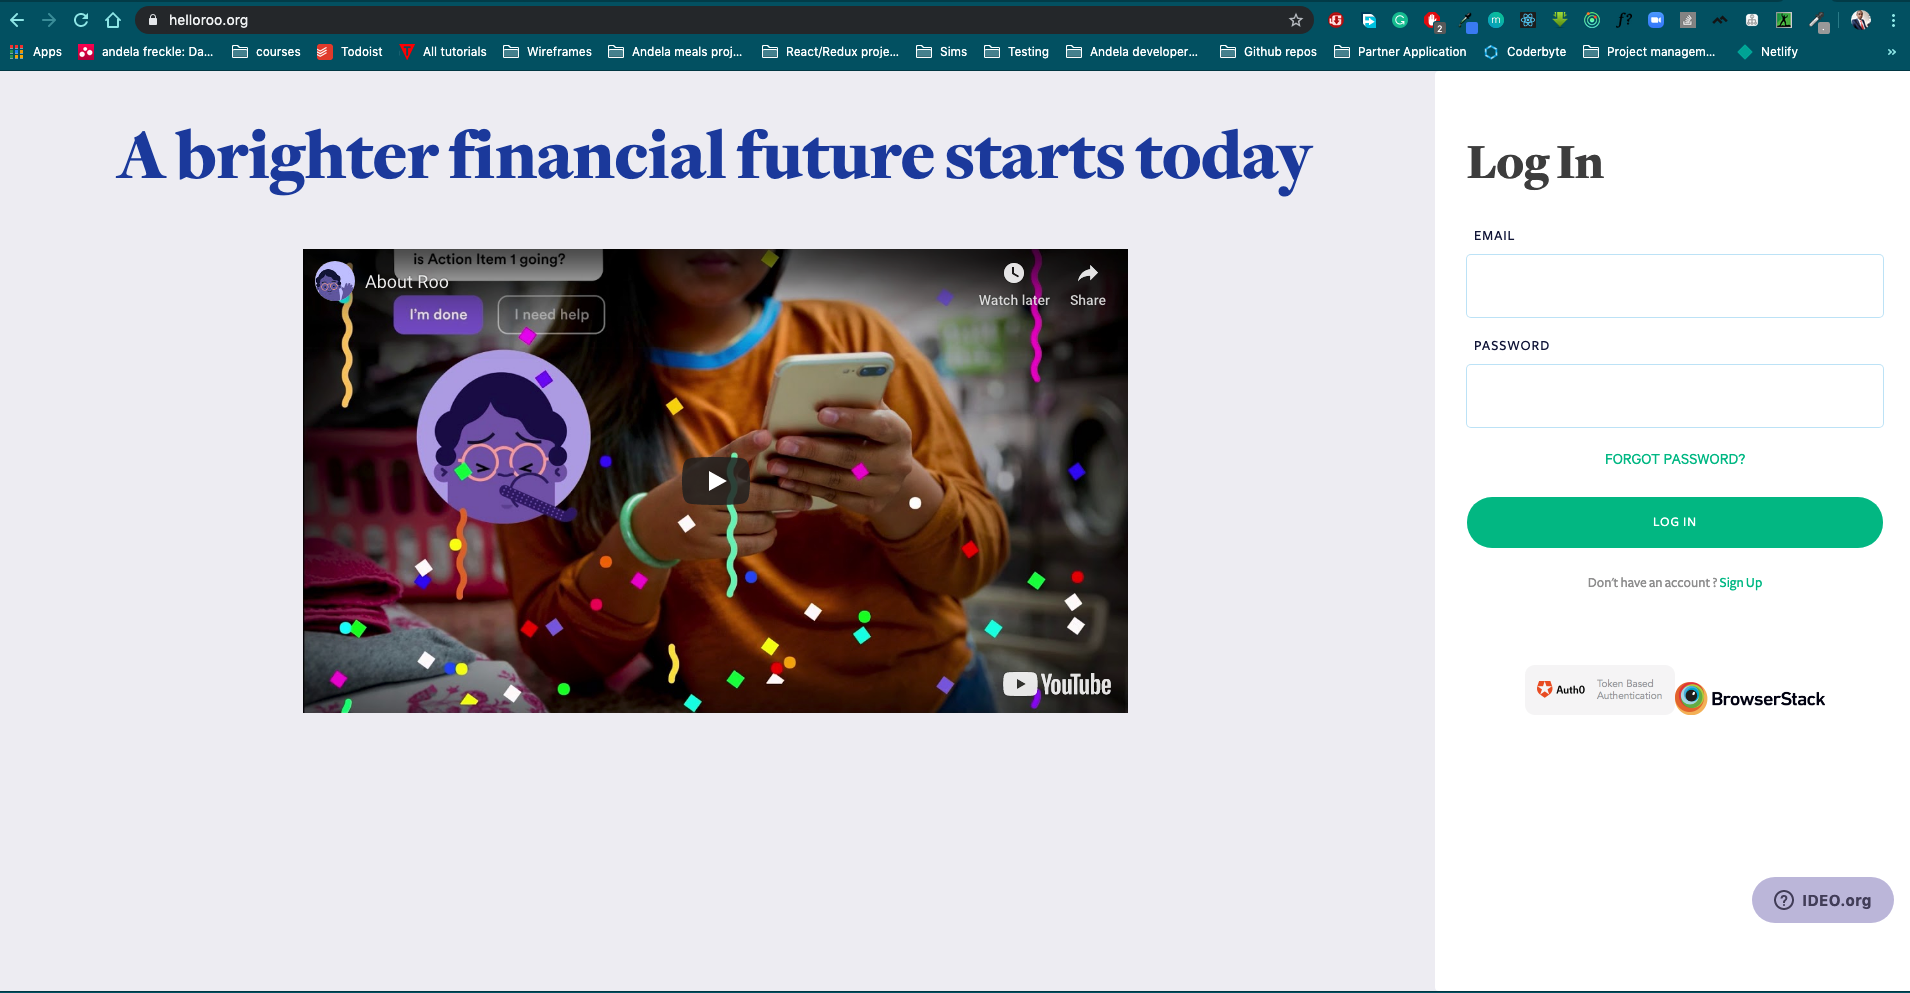 helloroo.org
2
Apps
andela freckle: Da...
courses
Todoist
All tutorials
Wireframes
Andela meals proj...
React/Redux proje...
Sims
Testing
Andela developer...
Github repos
Partner Application
Coderbyte
Project managem...
Netlify
»
A brighter financial future starts today
is Action Item 1 going?
About Roo
Watch later
Share
I'm done
I need help
YouTube
Log In
EMAIL
PASSWORD
FORGOT PASSWORD?
LOG IN
Don't have an account ? Sign Up
Auth0
Token Based
Authentication
BrowserStack
IDEO.org